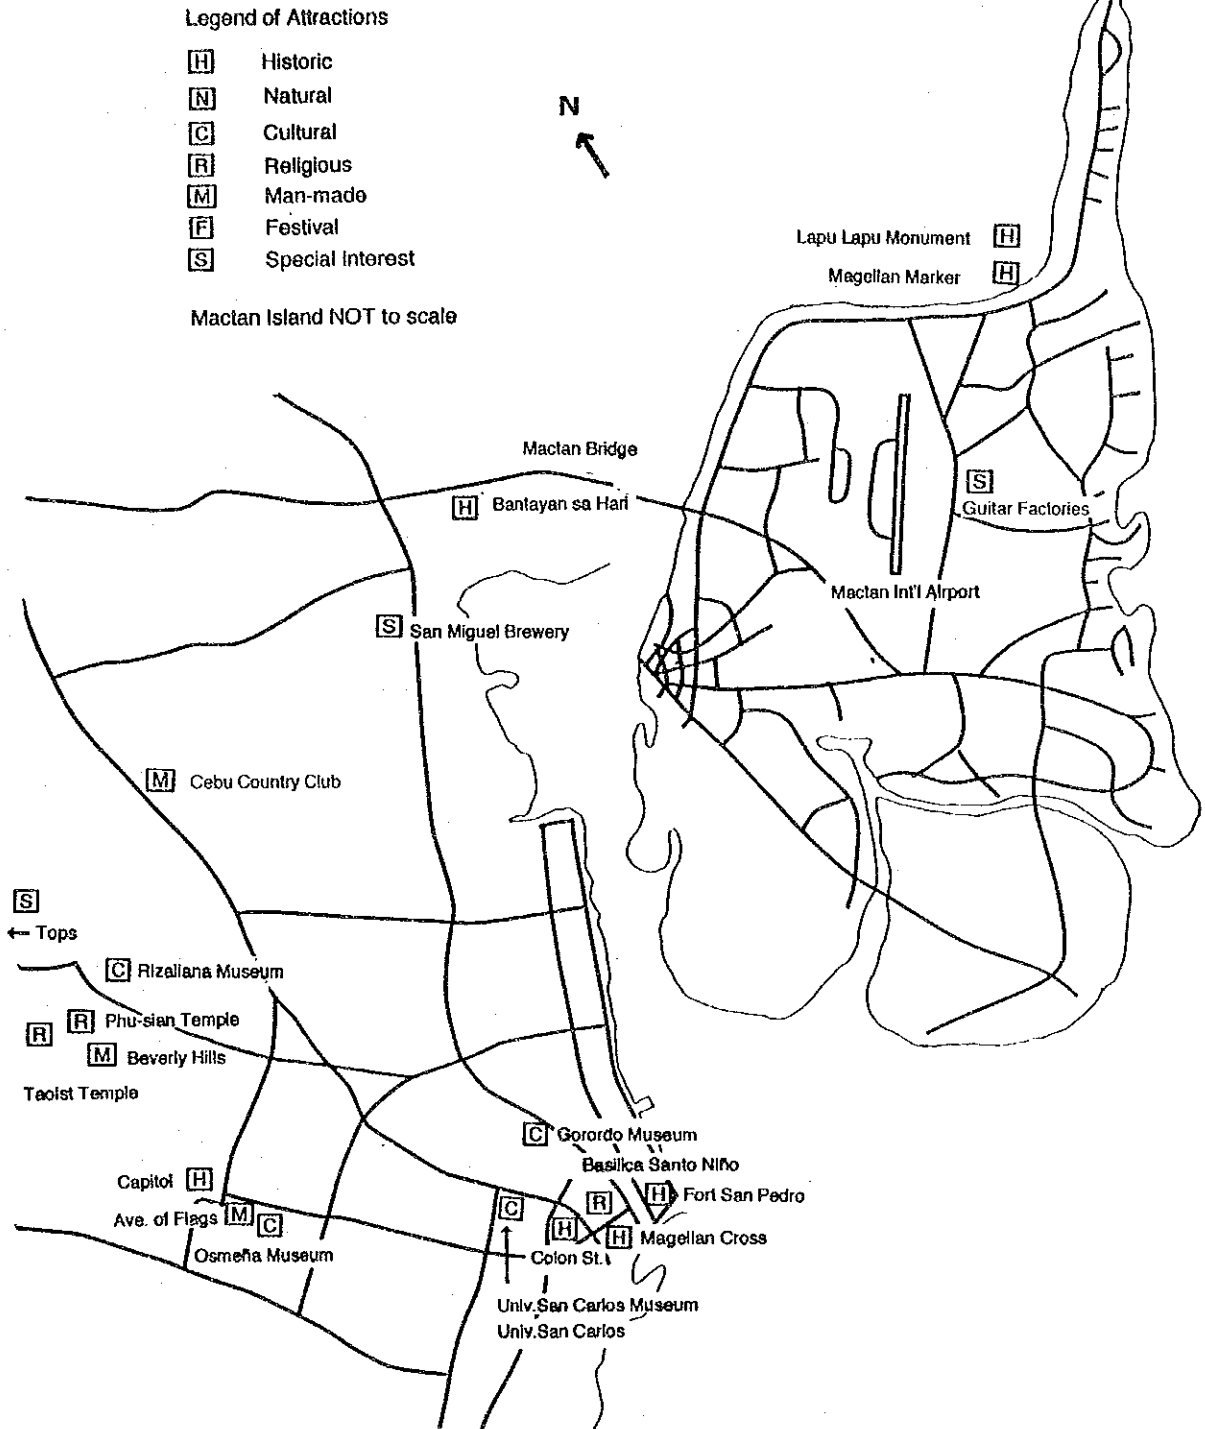 Legend of Attractions
H Historic
N Natural
C Cultural
R Religious
M Man-made
F Festival
S Special Interest
Mactan Island NOT to scale
N
Lapu Lapu Monument H
Magellan Marker H
Mactan Bridge
H Bantayan sa Hari
S
Guitar Factories
Mactan Int'l Airport
S San Miguel Brewery
M Cebu Country Club
S
← Tops
C Rizaliana Museum
R
R Phu-sian Temple
M Beverly Hills
Taoist Temple
C Gorordo Museum
Basilica Santo Niño
Capitol H
R
H Fort San Pedro
Ave. of Flags M
C
C
H
H Magellan Cross
Osmeña Museum
Colon St.
Univ.San Carlos Museum
Univ.San Carlos